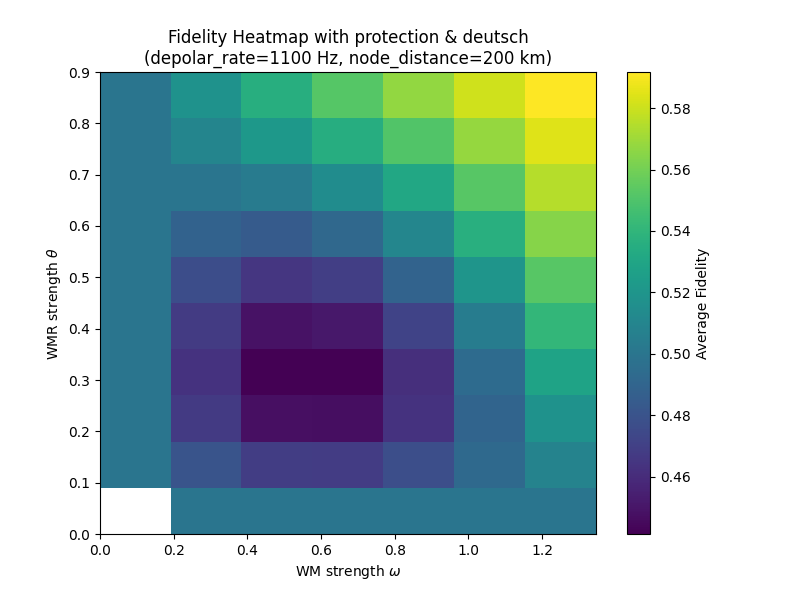 Fidelity Heatmap with protection & deutsch
(depolar_rate=1100 Hz, node_distance=200 km)
0.9
0.8
0.7
0.6
0.5
0.4
0.3
0.2
0.1
0.0
WMR strength θ
0.0 0.2 0.4 0.6 0.8 1.0 1.2
WM strength ω
0.58
0.56
0.54
0.52
0.50
0.48
0.46
Average Fidelity